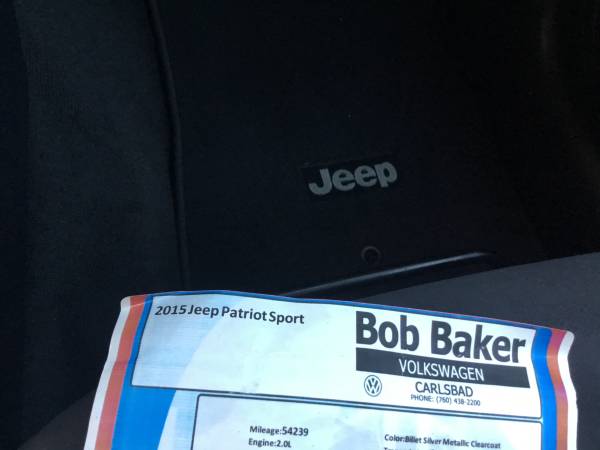 Jeep
2015 Jeep Patriot Sport
Bob Baker
VOLKSWAGEN
CARLSBAD
PHONE: (760) 438-2200
Mileage:54239
Color:Billet Silver Metallic Clearcoat
Engine:2.0L